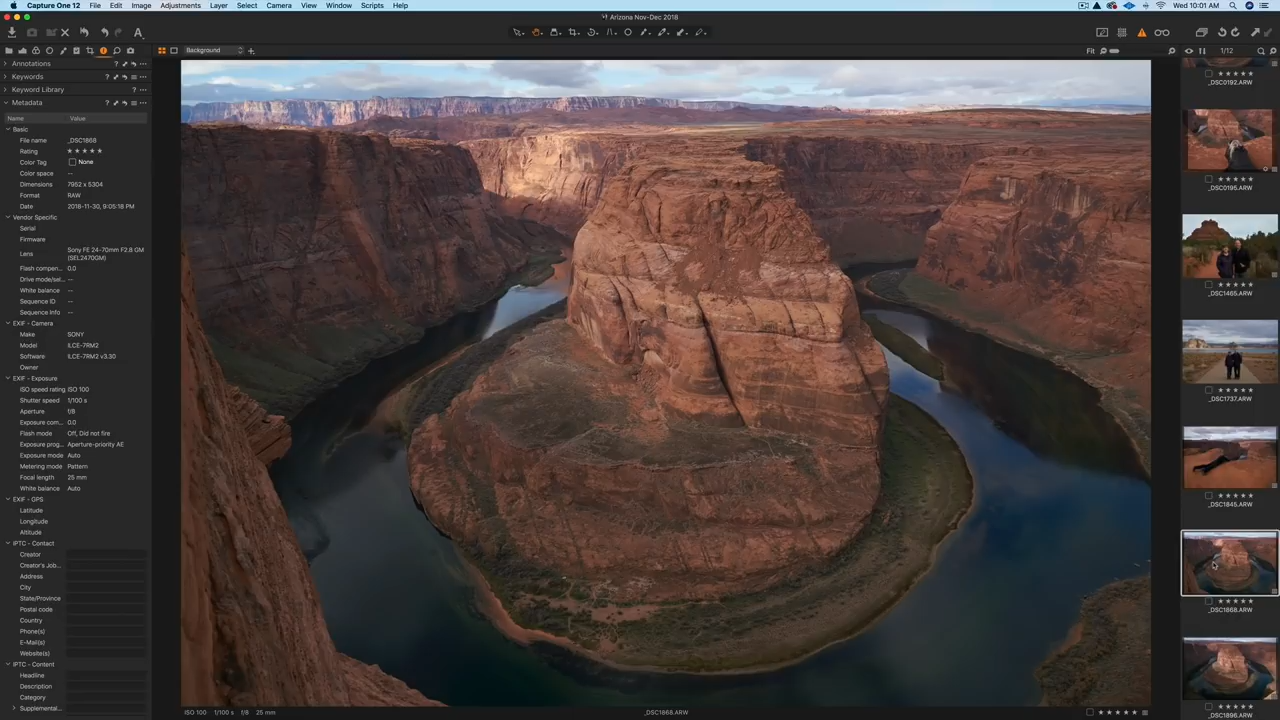 Capture One 12 File Edit Image Adjustments Layer Select Camera View Window Scripts Help Wed 10:01 AM
Arizona Nov-Dec 2018
Background Fit 1/12
Annotations
Keywords
Keyword Library
Metadata
Name Value
Basic
File name _DSC1868
Rating
Color Tag None
Color space --
Dimensions 7952 x 5304
Format RAW
Date 2018-11-30, 9:05:18 PM
Vendor Specific
Serial
Firmware
Lens Sony FE 24-70mm F2.8 GM (SEL2470GM)
Flash compen... 0.0
Drive mode/sel... --
White balance --
Sequence ID --
Sequence Info --
EXIF - Camera
Make SONY
Model ILCE-7RM2
Software ILCE-7RM2 v3.30
Owner
EXIF - Exposure
ISO speed rating ISO 100
Shutter speed 1/100 s
Aperture f/8
Exposure com... 0.0
Flash mode Off, Did not fire
Exposure prog... Aperture-priority AE
Exposure mode Auto
Metering mode Pattern
Focal length 25 mm
White balance Auto
EXIF - GPS
Latitude
Longitude
Altitude
IPTC - Contact
Creator
Creator's Job...
Address
City
State/Province
Postal code
Country
Phone(s)
E-Mail(s)
Website(s)
IPTC - Content
Headline
Description
Category
Supplemental...
ISO 100 1/100 s f/8 25 mm
_DSC1868.ARW
_DSC0192.ARW
_DSC0195.ARW
_DSC1465.ARW
_DSC1737.ARW
_DSC1845.ARW
_DSC1868.ARW
_DSC1896.ARW